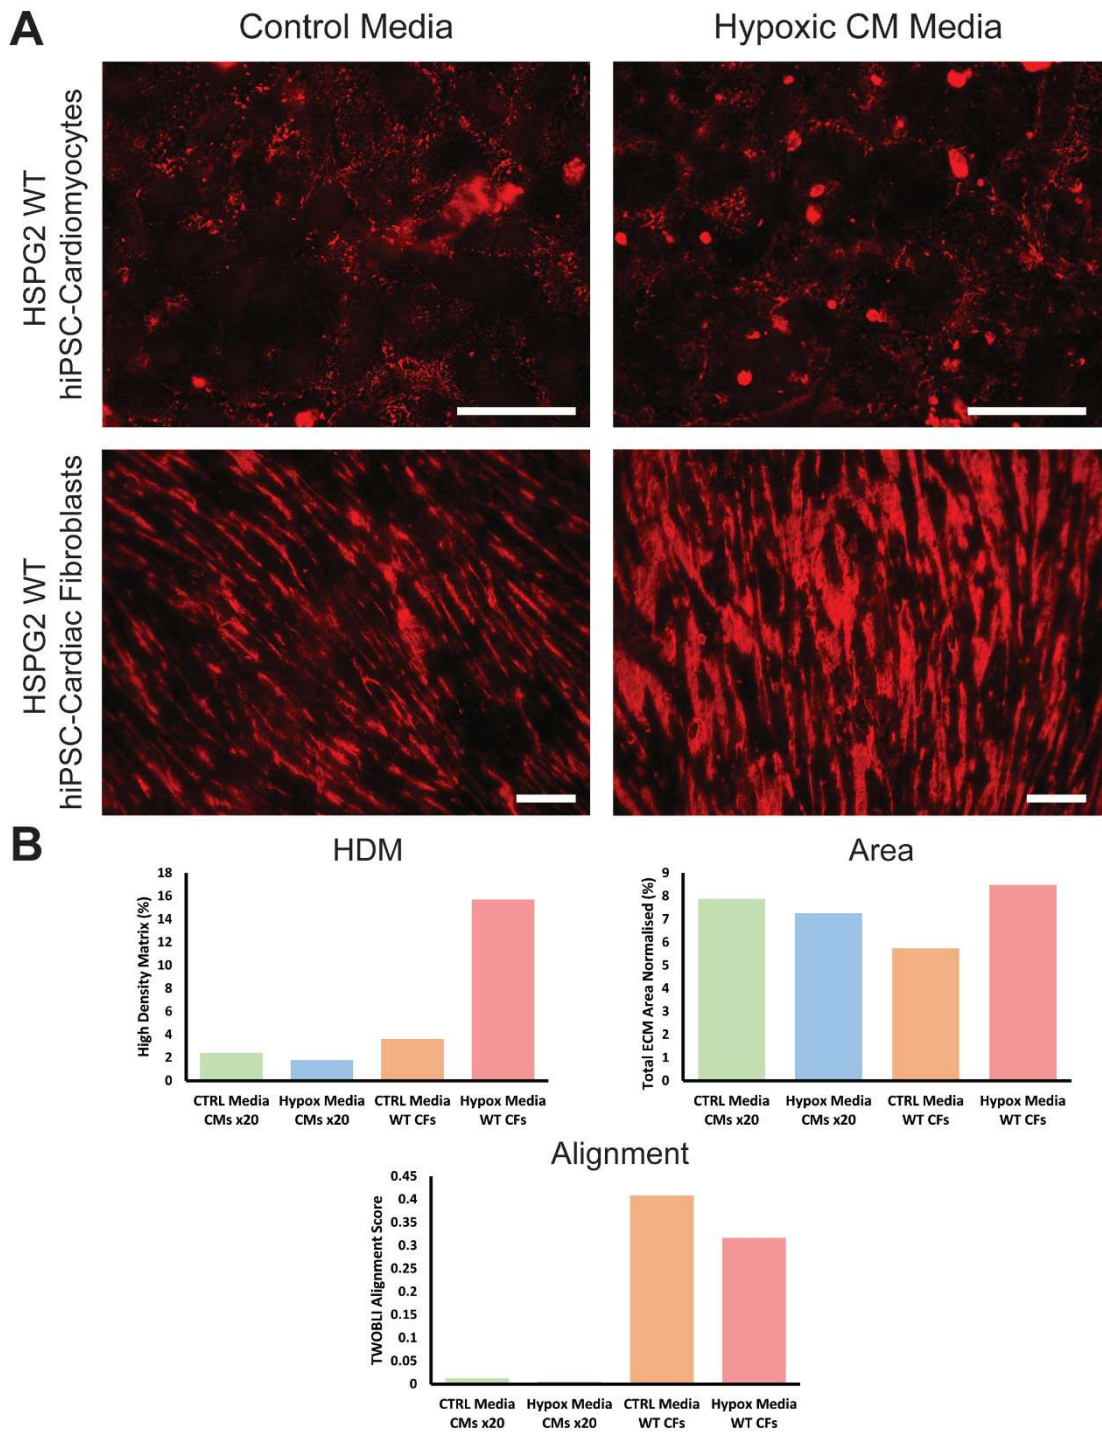 A
Control Media
Hypoxic CM Media
HSPG2 WT
hiPSC-Cardiomyocytes
HSPG2 WT
hiPSC-Cardiac Fibroblasts
B
HDM
High Density Matrix (%)
18
16
14
12
10
8
6
4
2
0
CTRL Media
CMs x20
Hypox Media
CMs x20
CTRL Media
WT CFs
Hypox Media
WT CFs
Area
Total ECM Area Normalised (%)
9
8
7
6
5
4
3
2
1
0
CTRL Media
CMs x20
Hypox Media
CMs x20
CTRL Media
WT CFs
Hypox Media
WT CFs
Alignment
TWOBLI Alignment Score
0.45
0.4
0.35
0.3
0.25
0.2
0.15
0.1
0.05
0
CTRL Media
CMs x20
Hypox Media
CMs x20
CTRL Media
WT CFs
Hypox Media
WT CFs